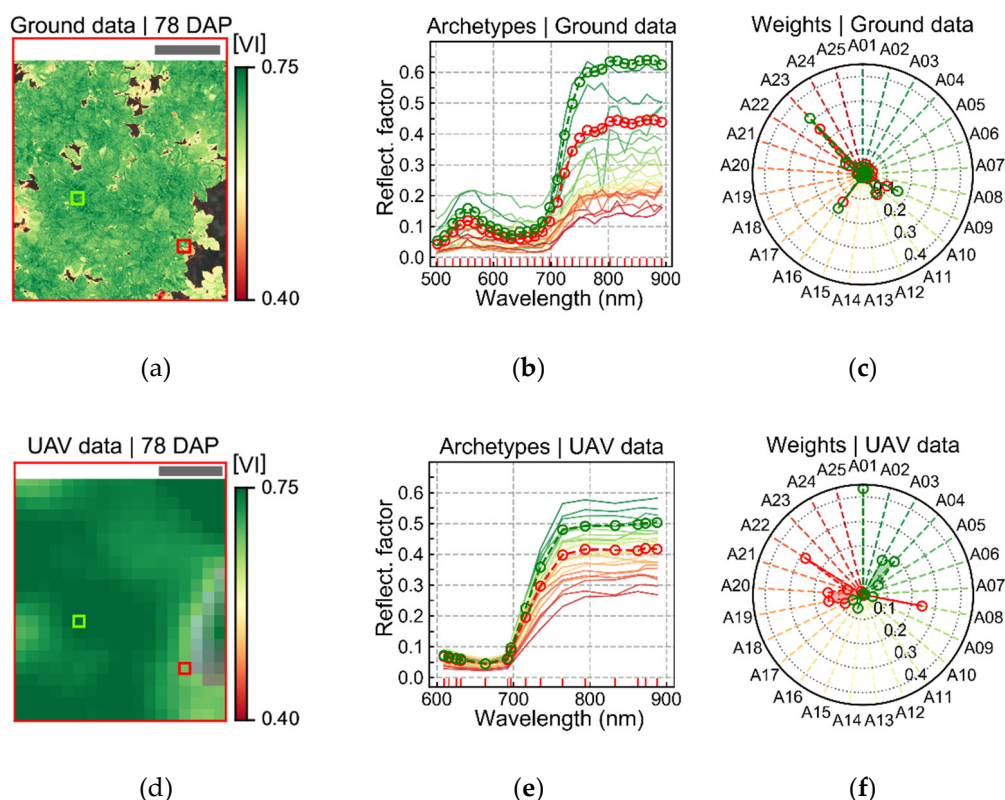 Ground data | 78 DAP
[VI]
0.75
0.40
(a)
Archetypes | Ground data
Reflect. factor
0.6
0.5
0.4
0.3
0.2
0.1
0.0
500 600 700 800 900
Wavelength (nm)
(b)
Weights | Ground data
A01
A02
A03
A04
A05
A06
A07
A08
A09
A10
A11
A12
A13
A14
A15
A16
A17
A18
A19
A20
A21
A22
A23
A24
A25
0.1
0.2
0.3
0.4
(c)
UAV data | 78 DAP
[VI]
0.75
0.40
(d)
Archetypes | UAV data
Reflect. factor
0.6
0.5
0.4
0.3
0.2
0.1
0.0
600 700 800 900
Wavelength (nm)
(e)
Weights | UAV data
A01
A02
A03
A04
A05
A06
A07
A08
A09
A10
A11
A12
A13
A14
A15
A16
A17
A18
A19
A20
A21
A22
A23
A24
A25
0.1
0.2
0.3
0.4
(f)